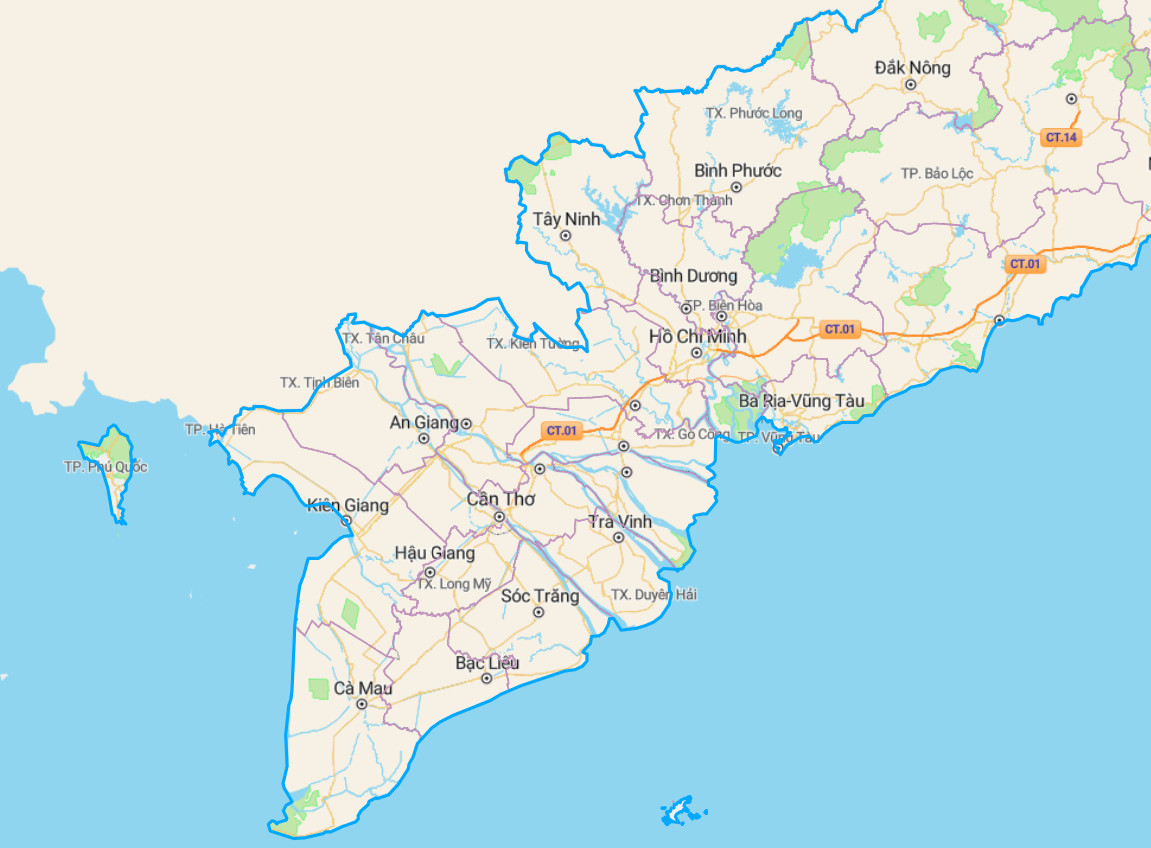 Đắk Nông
TX. Phước Long
CT.14
Bình Phước
TP. Bảo Lộc
TX. Chơn Thành
Tây Ninh
CT.01
Bình Dương
TP. Biên Hòa
CT.01
Hồ Chí Minh
TX. Tân Châu
TX. Kiến Tường
TX. Tịnh Biên
Bà Rịa-Vũng Tàu
An Giang
TP. Hà Tiên
CT.01
TX. Gò Công
TP. Vũng Tàu
TP. Phú Quốc
Kiên Giang
Cần Thơ
Trà Vinh
Hậu Giang
TX. Long Mỹ
Sóc Trăng
TX. Duyên Hải
Bạc Liêu
Cà Mau